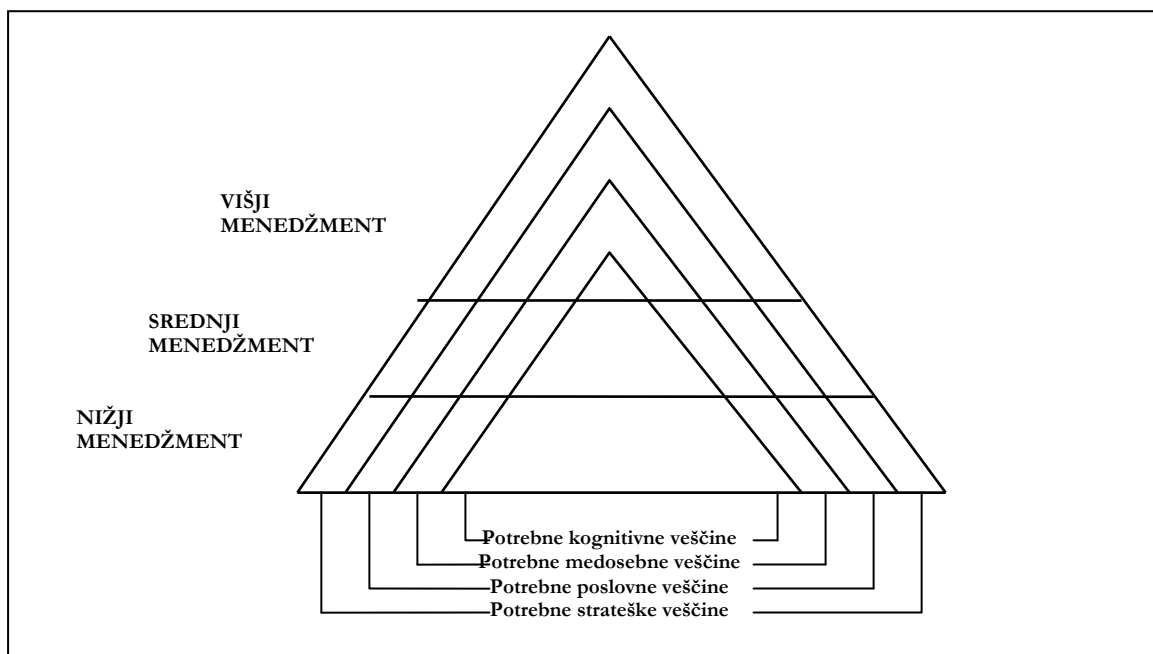 VIŠJI
MENEDŽMENT
SREDNJI
MENEDŽMENT
NIŽJI
MENEDŽMENT
Potrebne kognitivne veščine
Potrebne medosebne veščine
Potrebne poslovne veščine
Potrebne strateške veščine